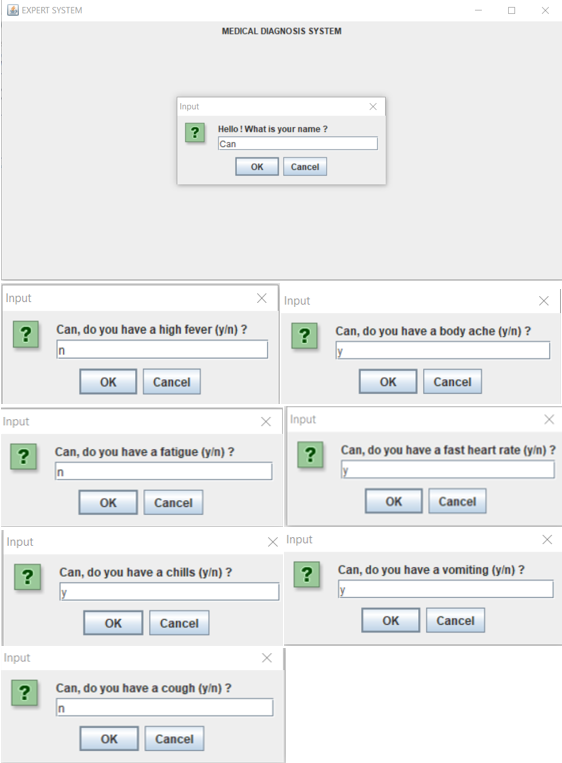 EXPERT SYSTEM
MEDICAL DIAGNOSIS SYSTEM
Input
Hello ! What is your name ?
Can
OK Cancel
Input
Can, do you have a high fever (y/n) ?
n
OK Cancel
Input
Can, do you have a body ache (y/n) ?
y
OK Cancel
Input
Can, do you have a fatigue (y/n) ?
n
OK Cancel
Input
Can, do you have a fast heart rate (y/n) ?
y
OK Cancel
Input
Can, do you have a chills (y/n) ?
y
OK Cancel
Input
Can, do you have a vomiting (y/n) ?
y
OK Cancel
Input
Can, do you have a cough (y/n) ?
n
OK Cancel